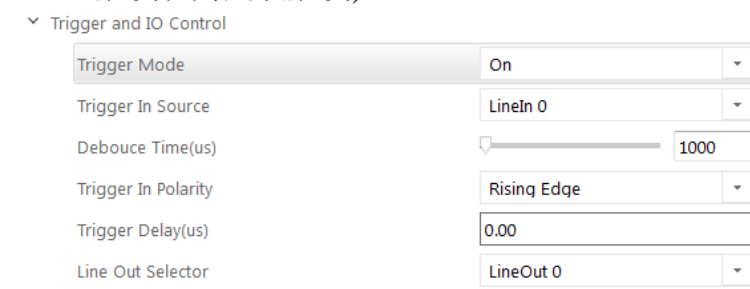 Trigger and IO Control
Trigger Mode On
Trigger In Source LineIn 0
Debouce Time(us) 1000
Trigger In Polarity Rising Edge
Trigger Delay(us) 0.00
Line Out Selector LineOut 0